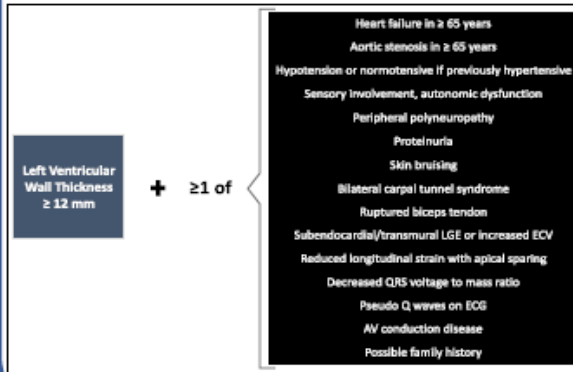 Left Ventricular
Wall Thickness
≥ 12 mm
+
≥1 of
Heart failure in ≥ 65 years
Aortic stenosis in ≥ 65 years
Hypotension or normotensive if previously hypertensive
Sensory involvement, autonomic dysfunction
Peripheral polyneuropathy
Proteinuria
Skin bruising
Bilateral carpal tunnel syndrome
Ruptured biceps tendon
Subendocardial/transmural LGE or increased ECV
Reduced longitudinal strain with apical sparing
Decreased QRS voltage to mass ratio
Pseudo Q waves on ECG
AV conduction disease
Possible family history